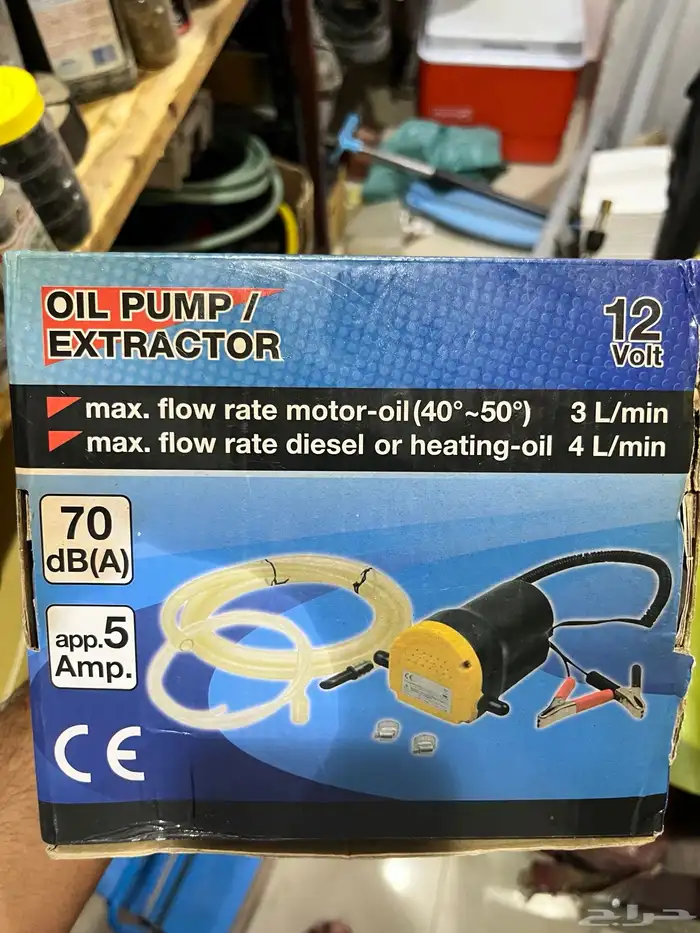 OIL PUMP /
EXTRACTOR
12
Volt
max. flow rate motor-oil (40°~50°) 3 L/min
max. flow rate diesel or heating-oil 4 L/min
70
dB(A)
app.5
Amp.
CE
حراج